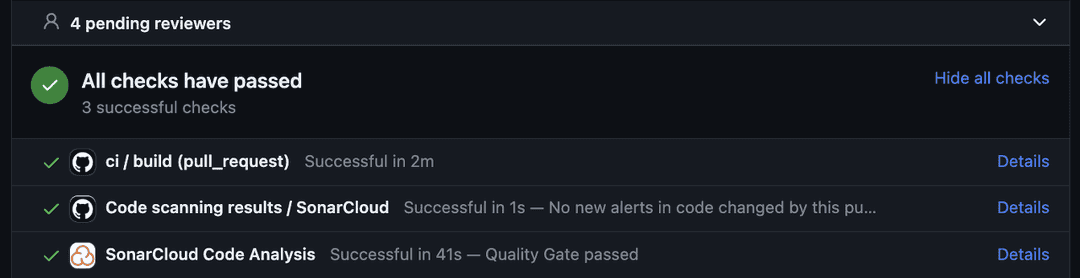 4 pending reviewers
All checks have passed
Hide all checks
3 successful checks
ci / build (pull_request) Successful in 2m Details
Code scanning results / SonarCloud Successful in 1s — No new alerts in code changed by this pu... Details
SonarCloud Code Analysis Successful in 41s — Quality Gate passed Details